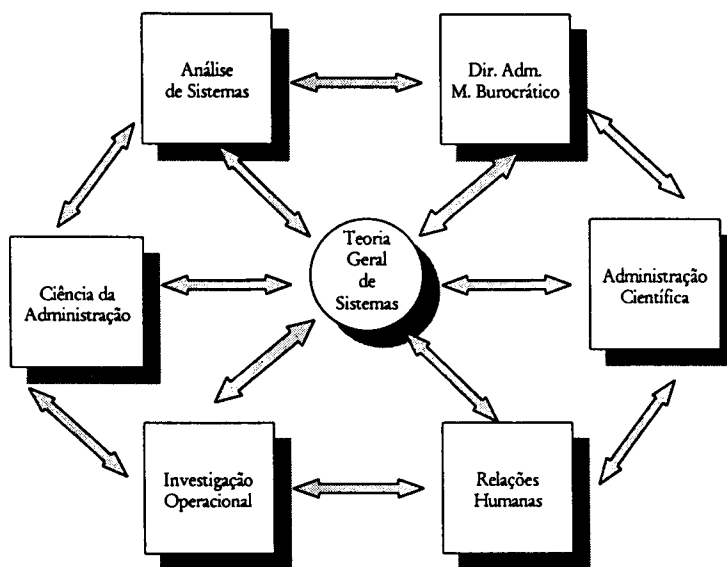 Análise
de Sistemas
Dir. Adm.
M. Burocrático
Teoria
Geral
de
Sistemas
Ciência da
Administração
Administração
Científica
Investigação
Operacional
Relações
Humanas